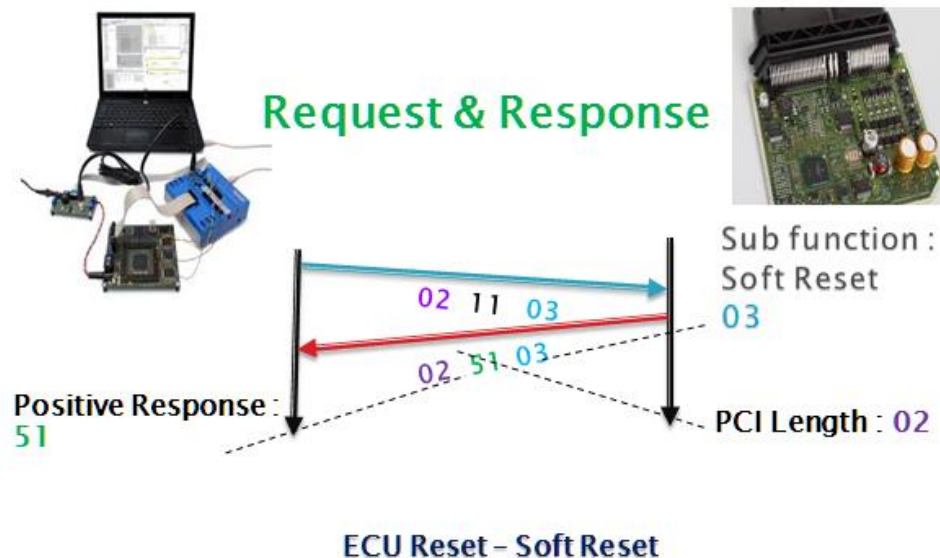 Request & Response
Sub function :
Soft Reset
03
02 11 03
02 51 03
Positive Response :
51
PCI Length : 02
ECU Reset – Soft Reset